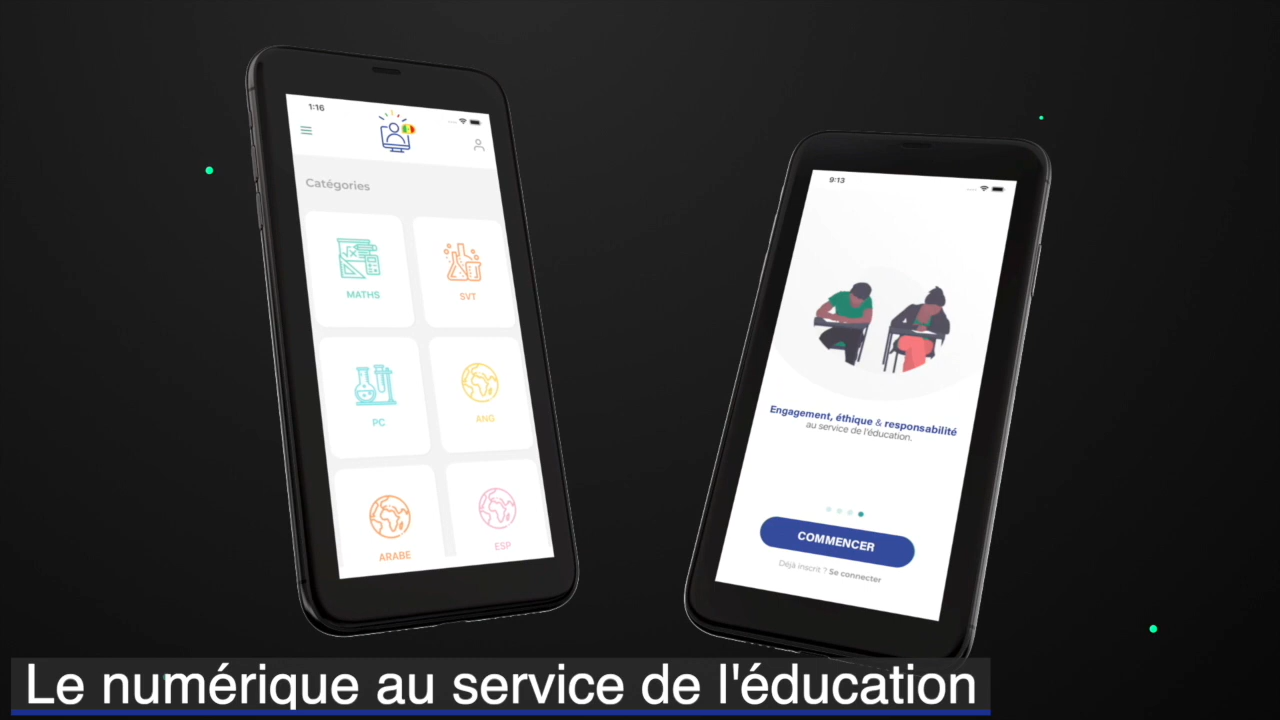 1:16
Catégories
MATHS
SVT
PC
ANG
ARABE
ESP
9:13
Engagement, éthique & responsabilité
au service de l'éducation.
COMMENCER
Déjà inscrit ? Se connecter
Le numérique au service de l'éducation